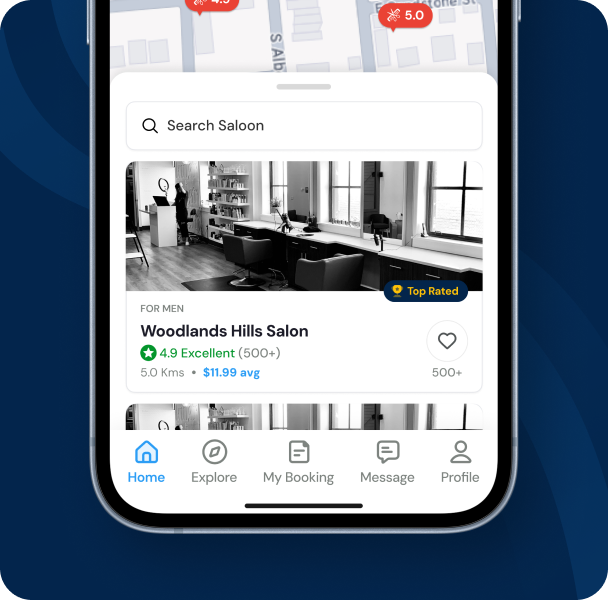 4.9
5.0
S Alb
Search Saloon
Top Rated
FOR MEN
Woodlands Hills Salon
4.9 Excellent (500+)
5.0 Kms • $11.99 avg
500+
Home
Explore
My Booking
Message
Profile